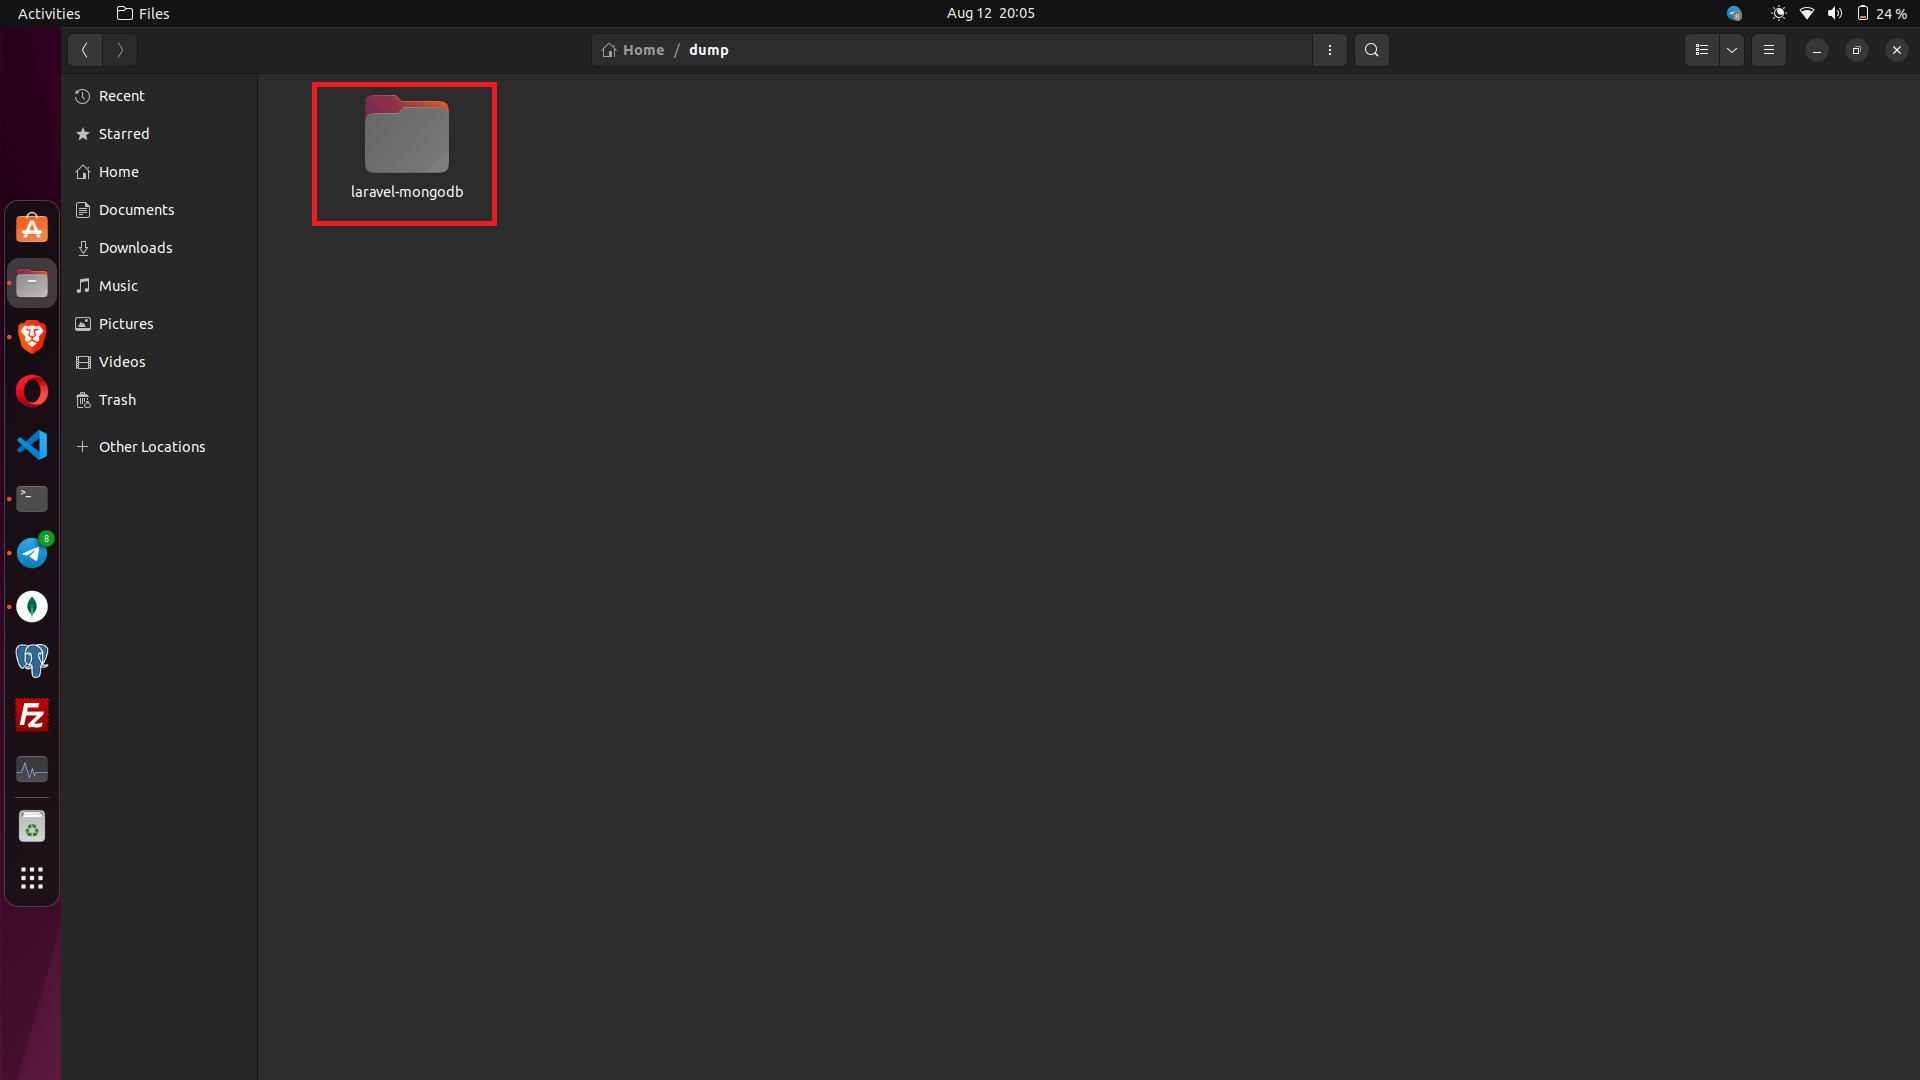 Activities
Files
Aug 12 20:05
24 %
Home / dump
Recent
Starred
Home
Documents
Downloads
Music
Pictures
Videos
Trash
Other Locations
laravel-mongodb
>_
8
Fz